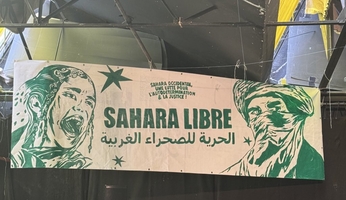 SAHARA OCCIDENTAL,
UNE LUTTE POUR
L'AUTODÉTERMINATION
& LA JUSTICE !
SAHARA LIBRE
الحرية للصحراء الغربية